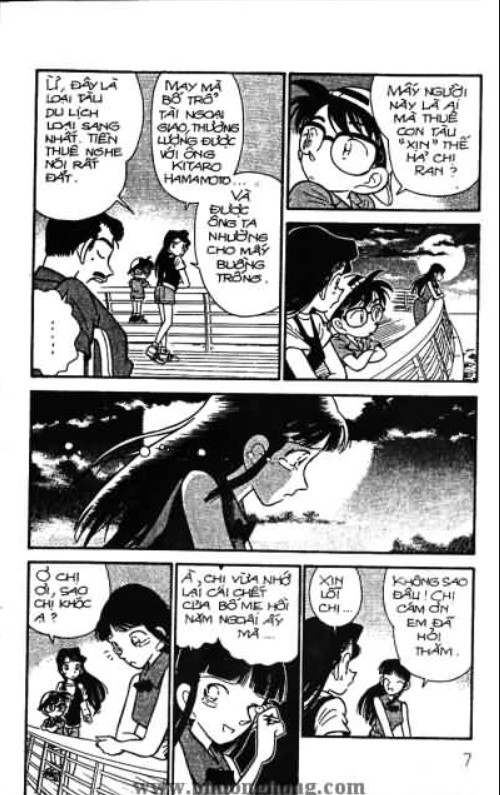 Ừ, ĐÂY LÀ
LOẠI TÀU
DU LỊCH
LOẠI SANG
NHẤT. TIỀN
THUÊ NGHE
NÓI RẤT
ĐẮT.
MAY MÀ
BỐ TRỔ
TÀI NGOẠI
GIAO, THƯƠNG
LƯỢNG ĐƯỢC
VỚI ÔNG
KITARO
HAMAMOTO...
VÀ
ĐƯỢC
ÔNG TA
NHƯỜNG
CHO MẤY
BUỒNG
TRỐNG.
MẤY NGƯỜI
NÀY LÀ AI
MÀ THUÊ
CON TÀU
"XỊN" THẾ
HẢ CHỊ
RAN ?
.....
Ơ CHỊ
ƠI, SAO
CHỊ KHÓC
Ạ ?
À, CHỊ VỪA NHỚ
LẠI CÁI CHẾT
CỦA BỐ MẸ HỒI
NĂM NGOÁI ẤY
MÀ ...
XIN
LỖI
CHỊ ...
KHÔNG SAO
ĐÂU ! CHỊ
CẢM ƠN
EM ĐÃ
HỎI
THĂM.
7